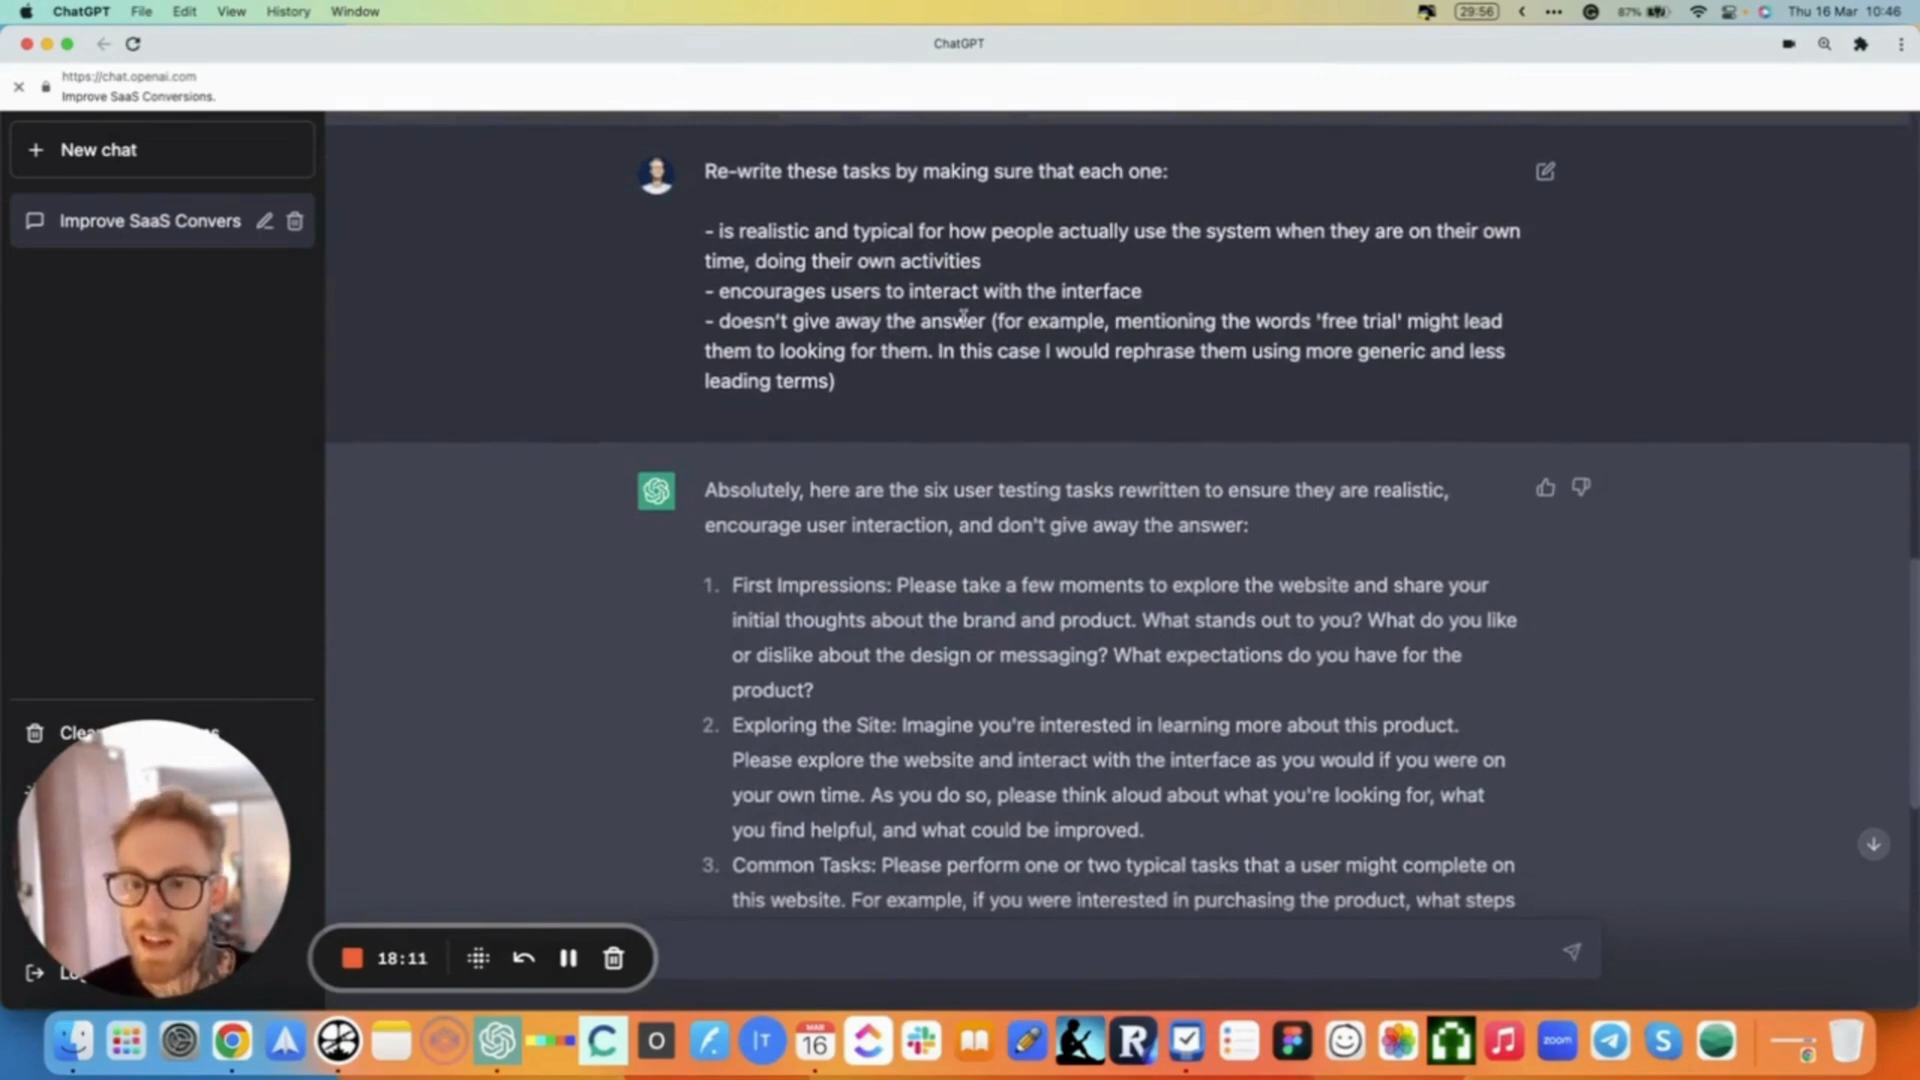 ChatGPT File Edit View History Window 29:56 87% Thu 16 Mar 10:46
ChatGPT
https://chat.openai.com
Improve SaaS Conversions.
+ New chat
Improve SaaS Convers
Re-write these tasks by making sure that each one:
- is realistic and typical for how people actually use the system when they are on their own
time, doing their own activities
- encourages users to interact with the interface
- doesn't give away the answer (for example, mentioning the words 'free trial' might lead
them to looking for them. In this case I would rephrase them using more generic and less
leading terms)
Absolutely, here are the six user testing tasks rewritten to ensure they are realistic,
encourage user interaction, and don't give away the answer:
1. First Impressions: Please take a few moments to explore the website and share your
initial thoughts about the brand and product. What stands out to you? What do you like
or dislike about the design or messaging? What expectations do you have for the
product?
2. Exploring the Site: Imagine you're interested in learning more about this product.
Please explore the website and interact with the interface as you would if you were on
your own time. As you do so, please think aloud about what you're looking for, what
you find helpful, and what could be improved.
3. Common Tasks: Please perform one or two typical tasks that a user might complete on
this website. For example, if you were interested in purchasing the product, what steps
18:11
MAR
16
zoom